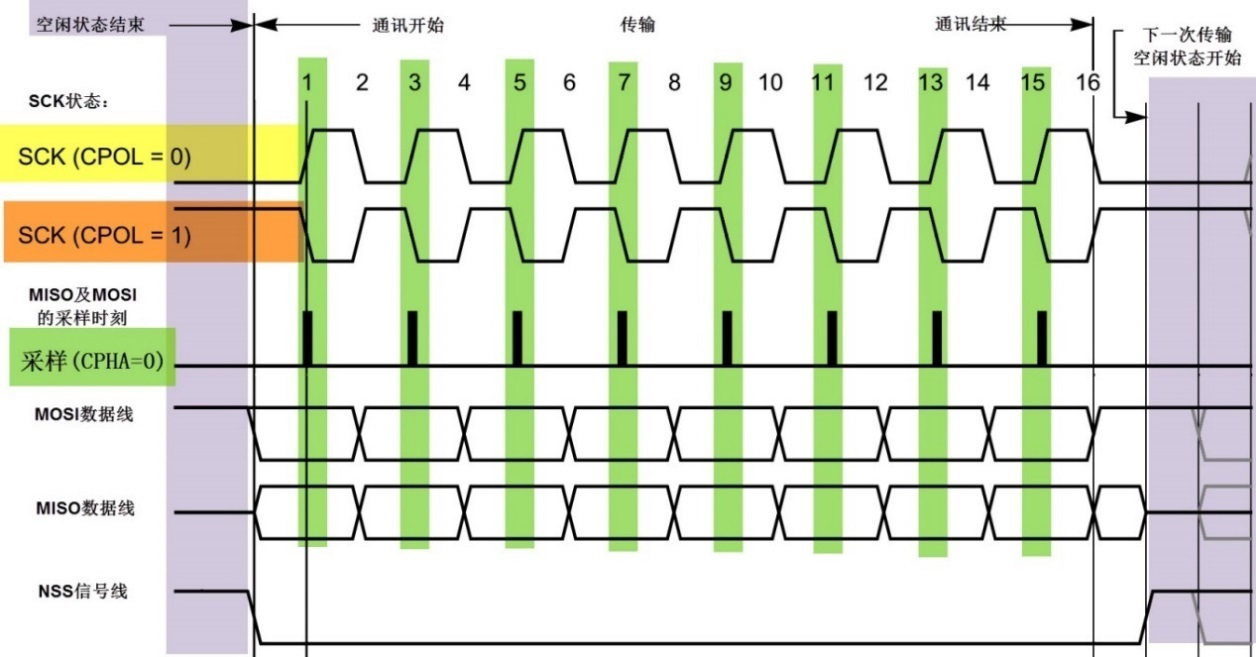 空闲状态结束
通讯开始
传输
通讯结束
下一次传输
空闲状态开始
1 2 3 4 5 6 7 8 9 10 11 12 13 14 15 16
SCK状态：
SCK (CPOL = 0)
SCK (CPOL = 1)
MISO及MOSI
的采样时刻
采样(CPHA=0)
MOSI数据线
MISO数据线
NSS信号线